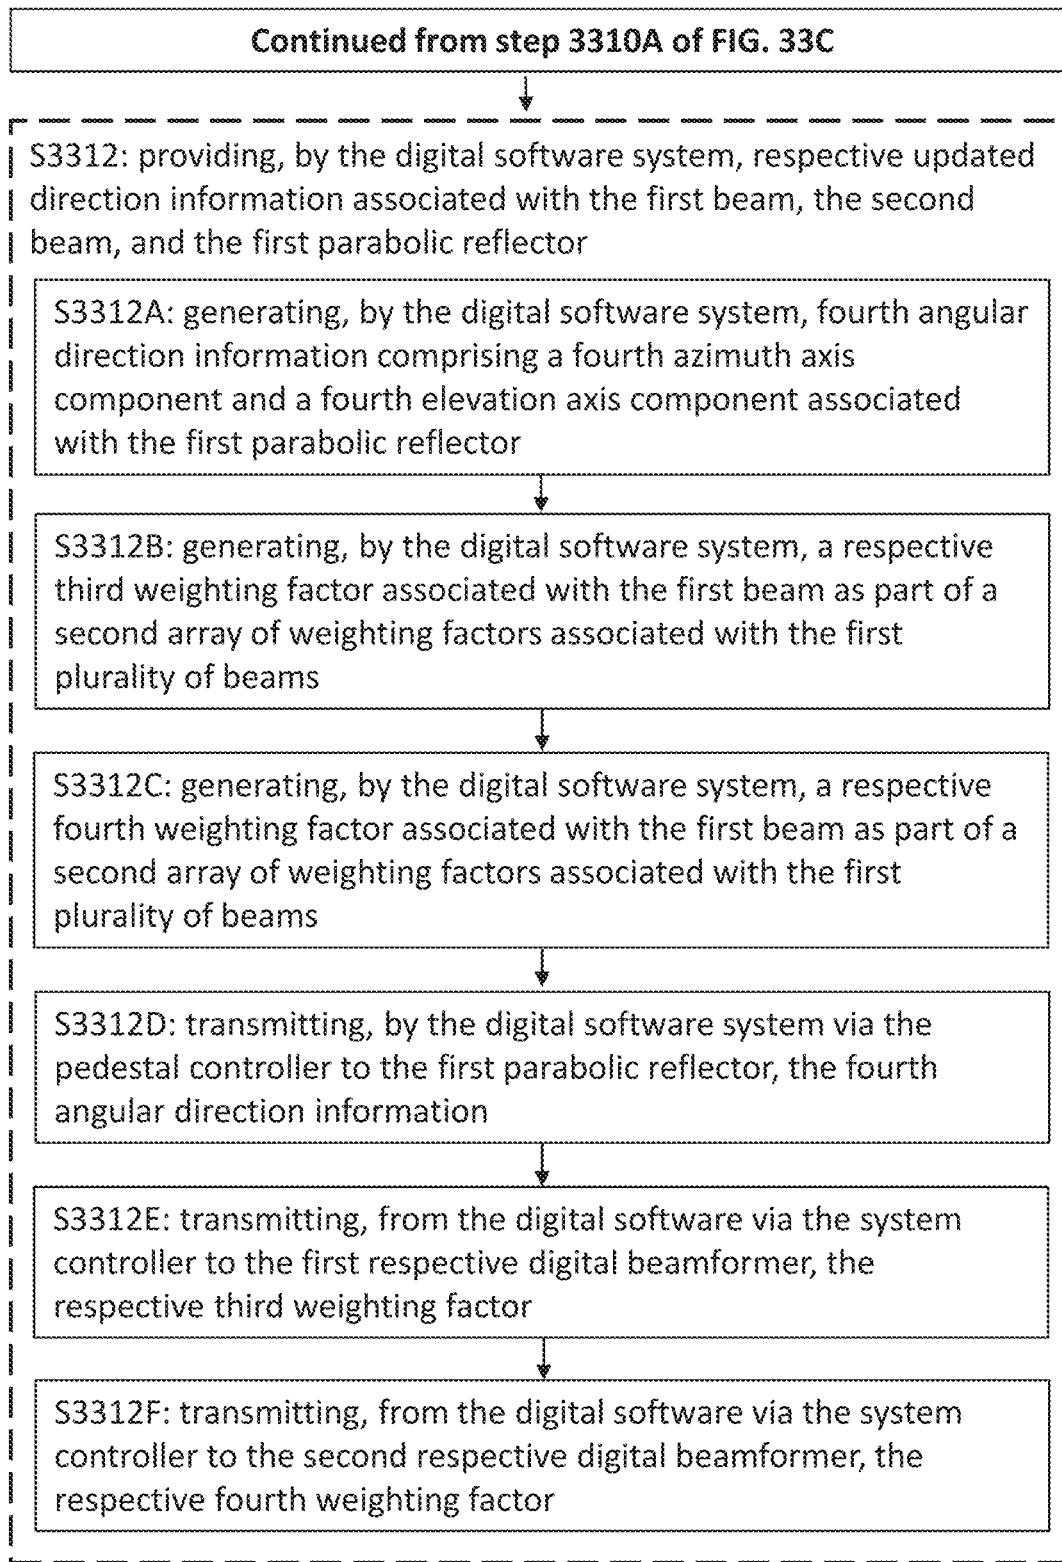 Continued from step 3310A of FIG. 33C
S3312: providing, by the digital software system, respective updated
direction information associated with the first beam, the second
beam, and the first parabolic reflector
S3312A: generating, by the digital software system, fourth angular
direction information comprising a fourth azimuth axis
component and a fourth elevation axis component associated
with the first parabolic reflector
S3312B: generating, by the digital software system, a respective
third weighting factor associated with the first beam as part of a
second array of weighting factors associated with the first
plurality of beams
S3312C: generating, by the digital software system, a respective
fourth weighting factor associated with the first beam as part of a
second array of weighting factors associated with the first
plurality of beams
S3312D: transmitting, by the digital software system via the
pedestal controller to the first parabolic reflector, the fourth
angular direction information
S3312E: transmitting, from the digital software via the system
controller to the first respective digital beamformer, the
respective third weighting factor
S3312F: transmitting, from the digital software via the system
controller to the second respective digital beamformer, the
respective fourth weighting factor